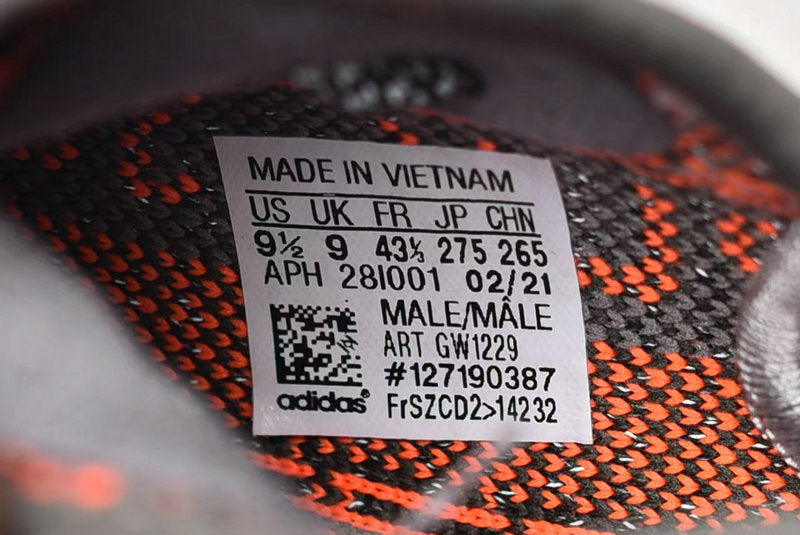 MADE IN VIETNAM
US UK FR JP CHN
9½ 9 43⅓ 275 265
APH 28I001 02/21
MALE/MÂLE
ART GW1229
#127190387
adidas®
FrSZCD2>14232